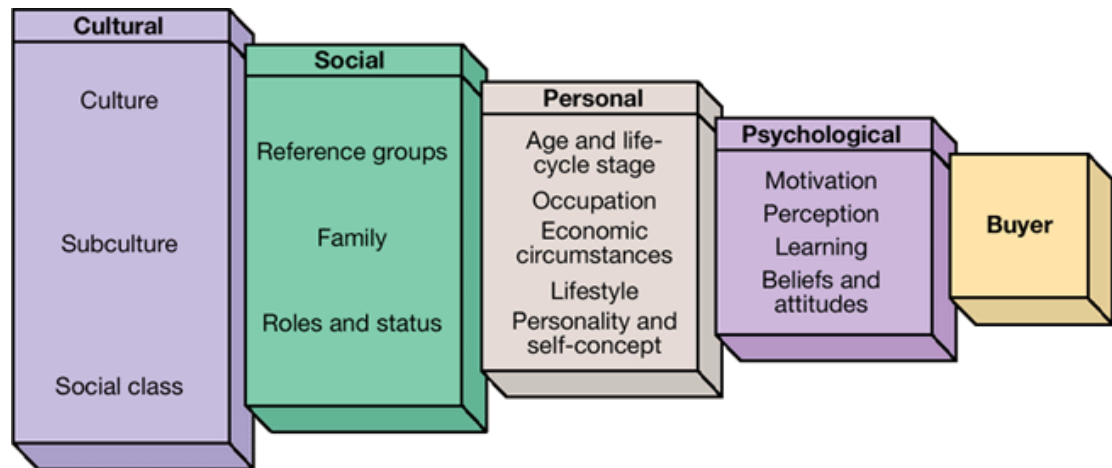 Cultural
Culture
Subculture
Social class
Social
Reference groups
Family
Roles and status
Personal
Age and life-
cycle stage
Occupation
Economic
circumstances
Lifestyle
Personality and
self-concept
Psychological
Motivation
Perception
Learning
Beliefs and
attitudes
Buyer